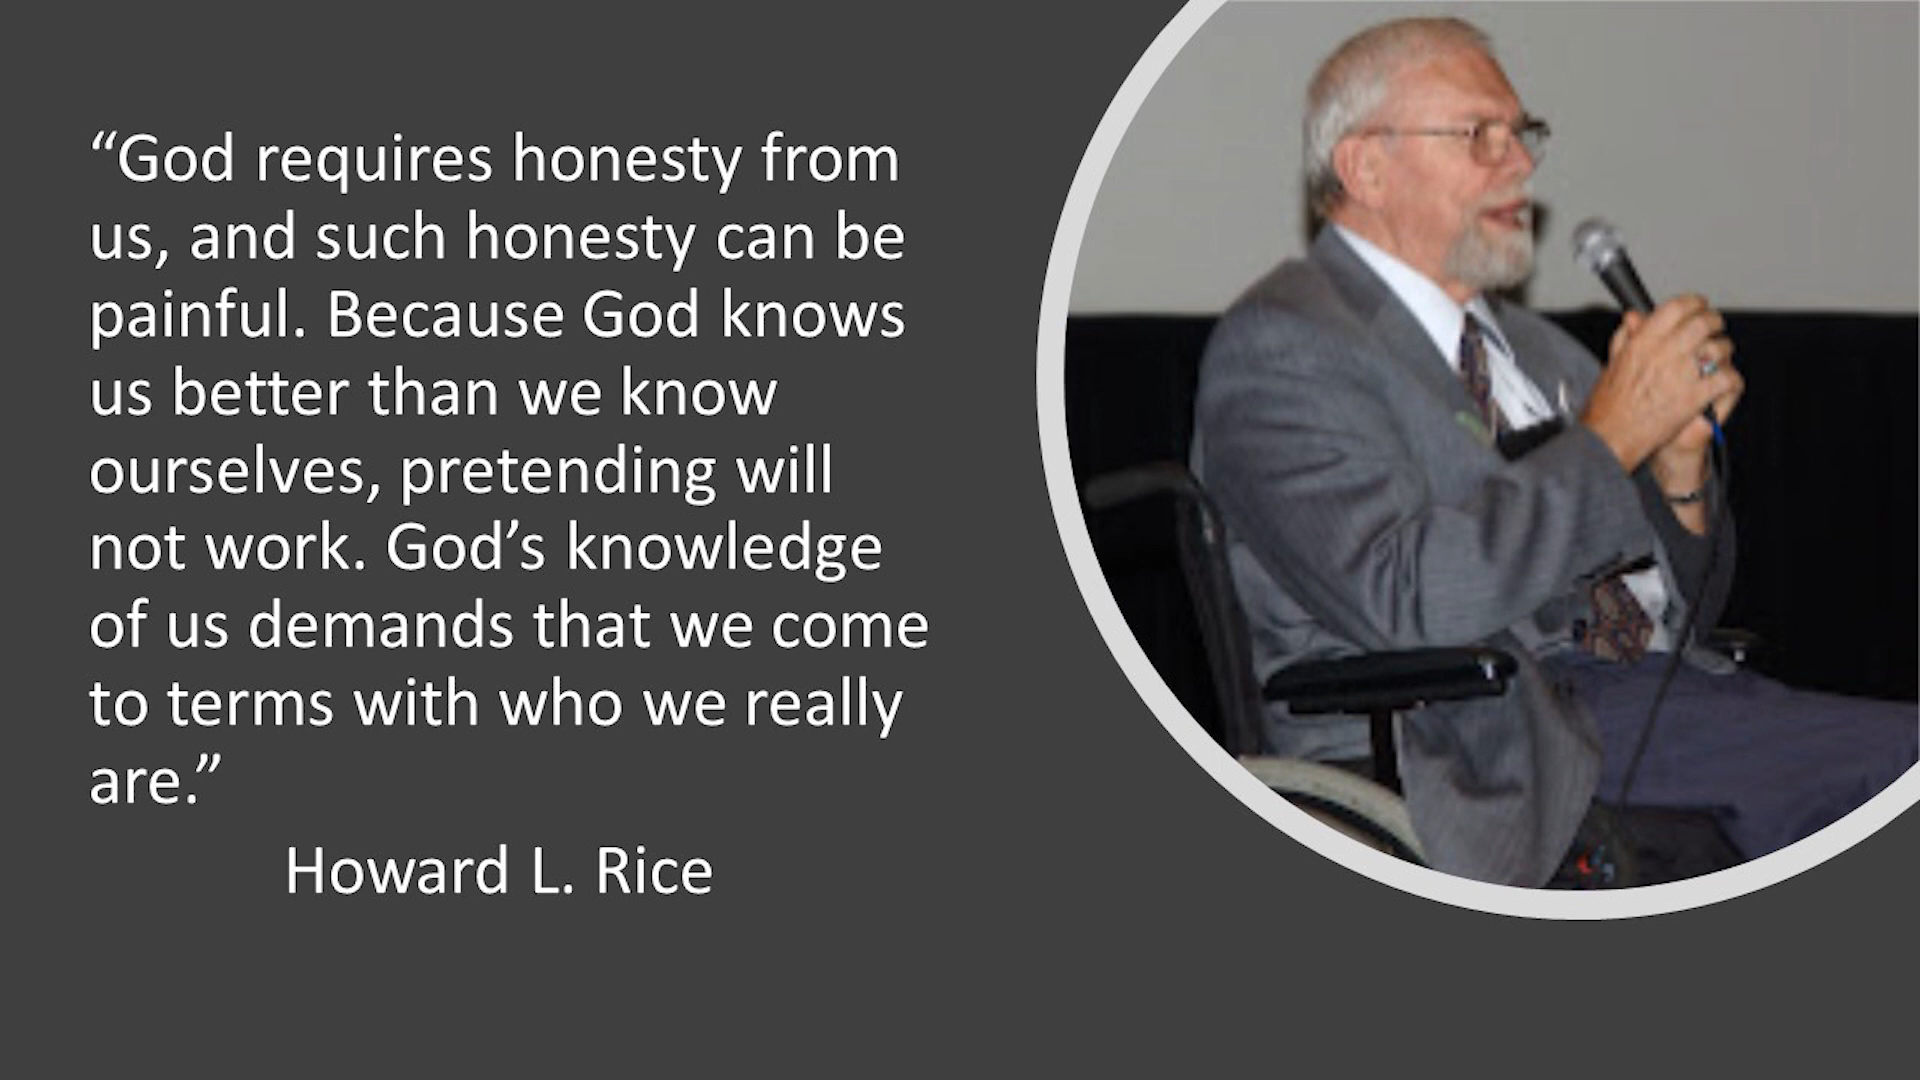 “God requires honesty from
us, and such honesty can be
painful. Because God knows
us better than we know
ourselves, pretending will
not work. God’s knowledge
of us demands that we come
to terms with who we really
are.”
Howard L. Rice